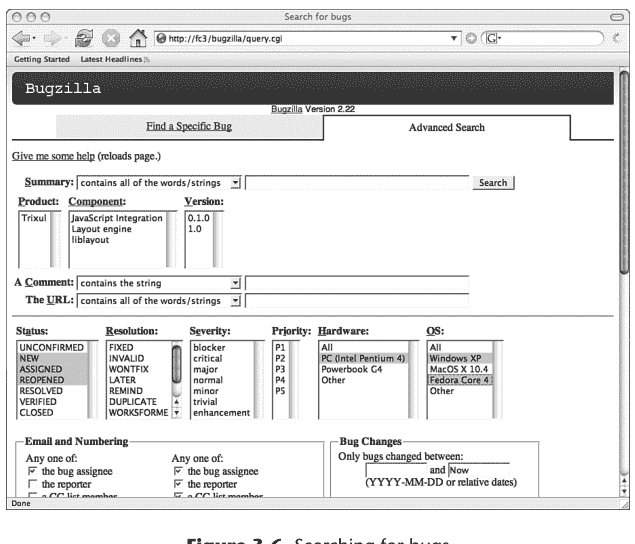 Search for bugs
http://fc3/bugzilla/query.cgi
G
Getting Started Latest Headlines
Bugzilla
Bugzilla Version 2.22
Find a Specific Bug Advanced Search
Give me some help (reloads page.)
Summary: contains all of the words/strings Search
Product: Component: Version:
Trixul JavaScript Integration 0.1.0
Layout engine 1.0
liblayout
A Comment: contains the string
The URL: contains all of the words/strings
Status: Resolution: Severity: Priority: Hardware: OS:
UNCONFIRMED FIXED blocker P1 All All
NEW INVALID critical P2 PC (Intel Pentium 4) Windows XP
ASSIGNED WONTFIX major P3 Powerbook G4 MacOS X 10.4
REOPENED LATER normal P4 Other Fedora Core 4
RESOLVED REMIND minor P5 Other
VERIFIED DUPLICATE trivial
CLOSED WORKSFORME enhancement
Email and Numbering Bug Changes
Any one of: Any one of: Only bugs changed between:
the bug assignee the bug assignee and Now
the reporter the reporter (YYYY-MM-DD or relative dates)
a CC list member a CC list member
Done
Figure 3.6 Searching for bugs